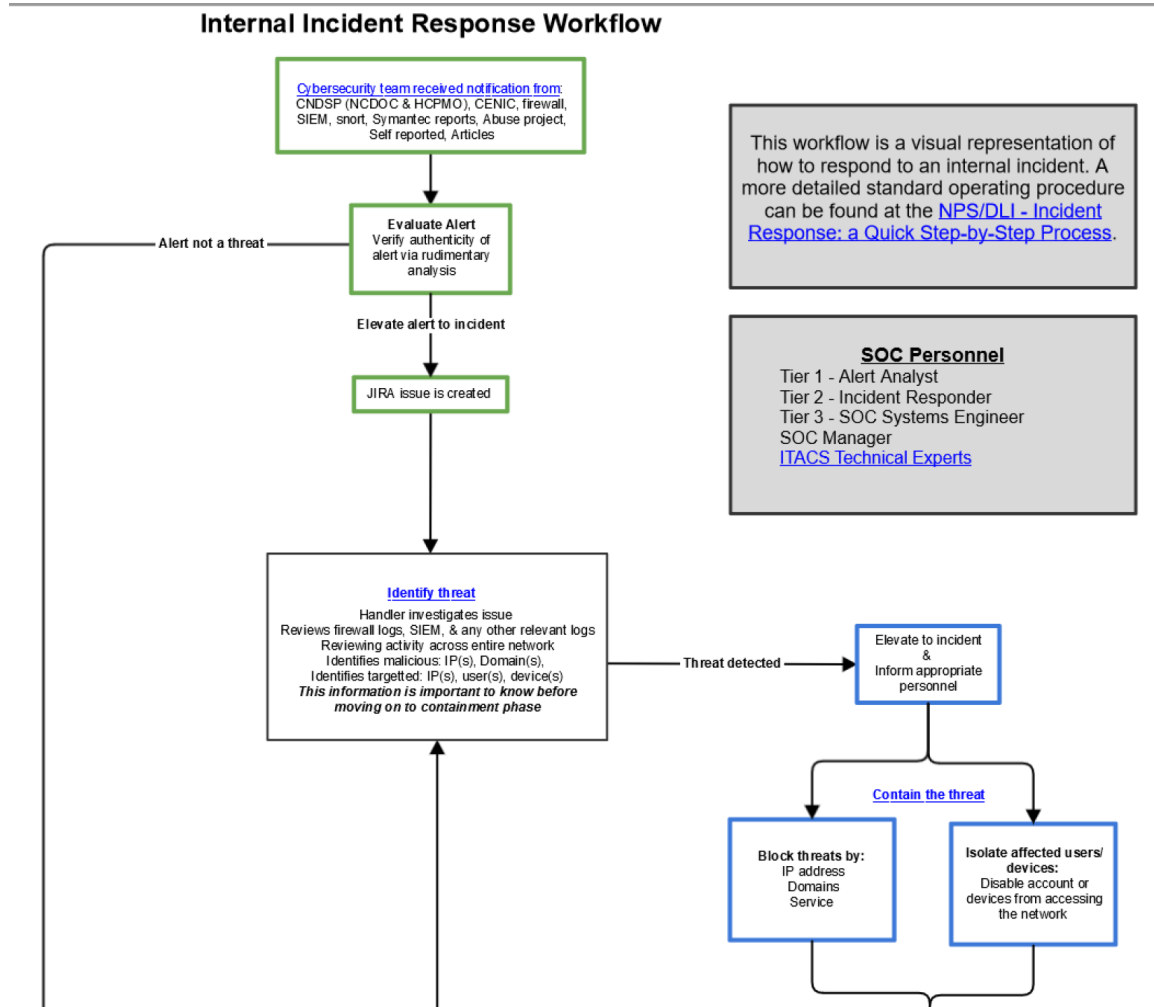 Internal Incident Response Workflow
Cybersecurity team received notification from:
CNDSP (NCDOC & HCPMO), CENIC, firewall,
SIEM, snort, Symantec reports, Abuse project,
Self reported, Articles
This workflow is a visual representation of
how to respond to an internal incident. A
more detailed standard operating procedure
can be found at the NPS/DLI - Incident
Response: a Quick Step-by-Step Process.
Evaluate Alert
Verify authenticity of
alert via rudimentary
analysis
Alert not a threat
Elevate alert to incident
JIRA issue is created
SOC Personnel
Tier 1 - Alert Analyst
Tier 2 - Incident Responder
Tier 3 - SOC Systems Engineer
SOC Manager
ITACS Technical Experts
Identify threat
Handler investigates issue
Reviews firewall logs, SIEM, & any other relevant logs
Reviewing activity across entire network
Identifies malicious: IP(s), Domain(s),
Identifies targetted: IP(s), user(s), device(s)
This information is important to know before
moving on to containment phase
Threat detected
Elevate to incident
&
Inform appropriate
personnel
Contain the threat
Block threats by:
IP address
Domains
Service
Isolate affected users/
devices:
Disable account or
devices from accessing
the network